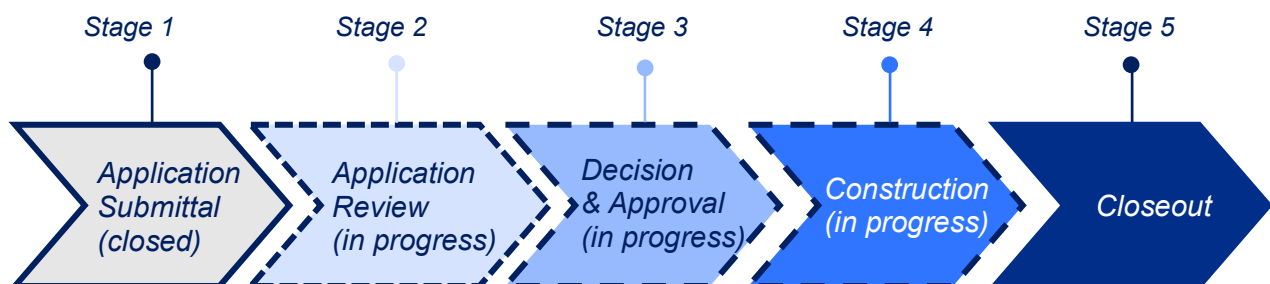 Stage 1
Stage 2
Stage 3
Stage 4
Stage 5
Application
Submittal
(closed)
Application
Review
(in progress)
Decision
& Approval
(in progress)
Construction
(in progress)
Closeout